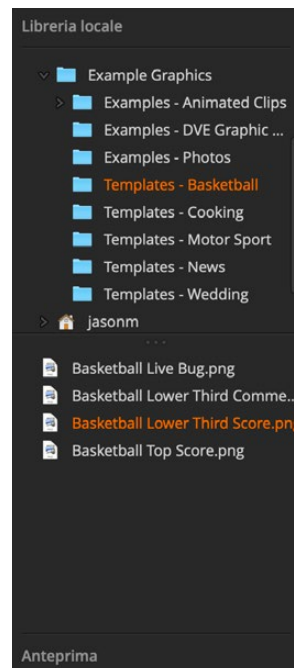 Libreria locale
Example Graphics
Examples - Animated Clips
Examples - DVE Graphic ...
Examples - Photos
Templates - Basketball
Templates - Cooking
Templates - Motor Sport
Templates - News
Templates - Wedding
jasonm
Basketball Live Bug.png
Basketball Lower Third Comme...
Basketball Lower Third Score.png
Basketball Top Score.png
Anteprima